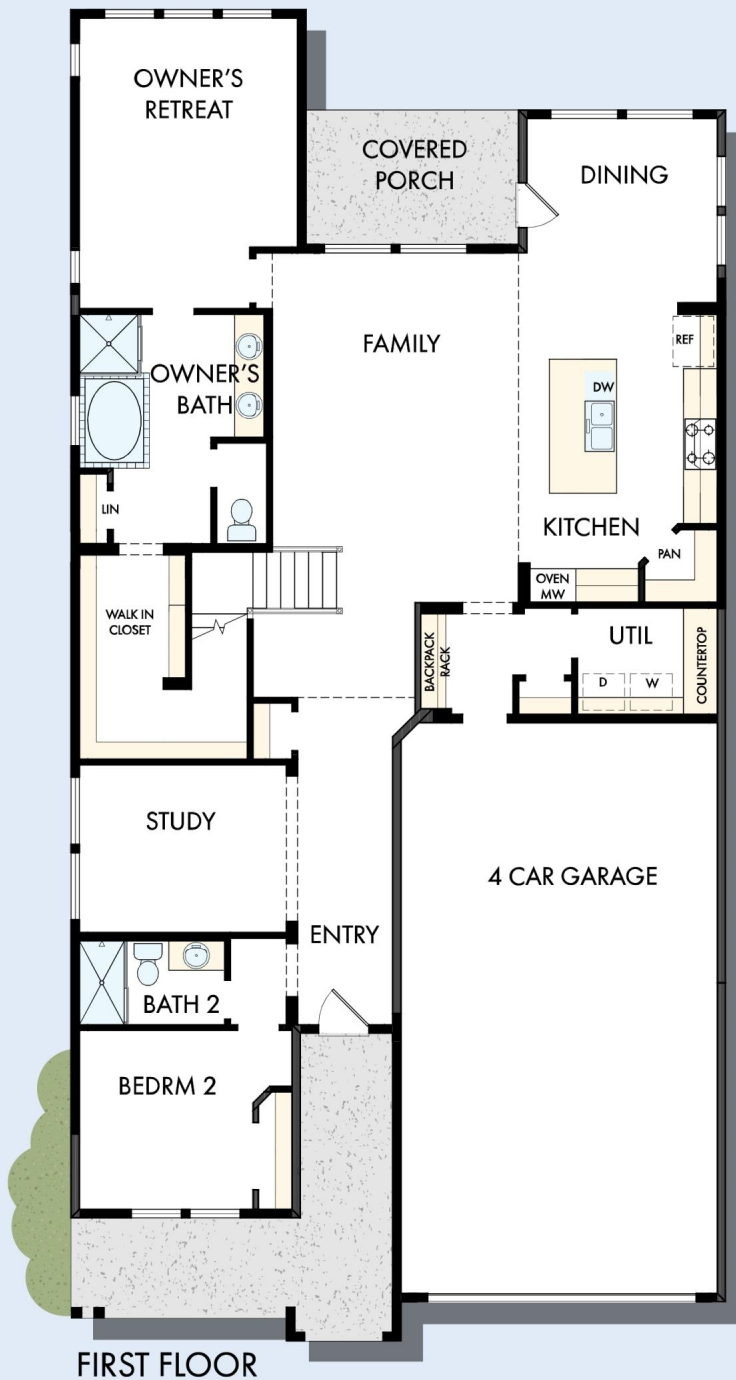 OWNER'S
RETREAT
COVERED
PORCH
DINING
FAMILY
REF
OWNER'S
BATH
DW
LIN
KITCHEN
PAN
OVEN
MW
WALK IN
CLOSET
BACKPACK
RACK
UTIL
D
W
COUNTERTOP
STUDY
4 CAR GARAGE
ENTRY
BATH 2
BEDRM 2
FIRST FLOOR